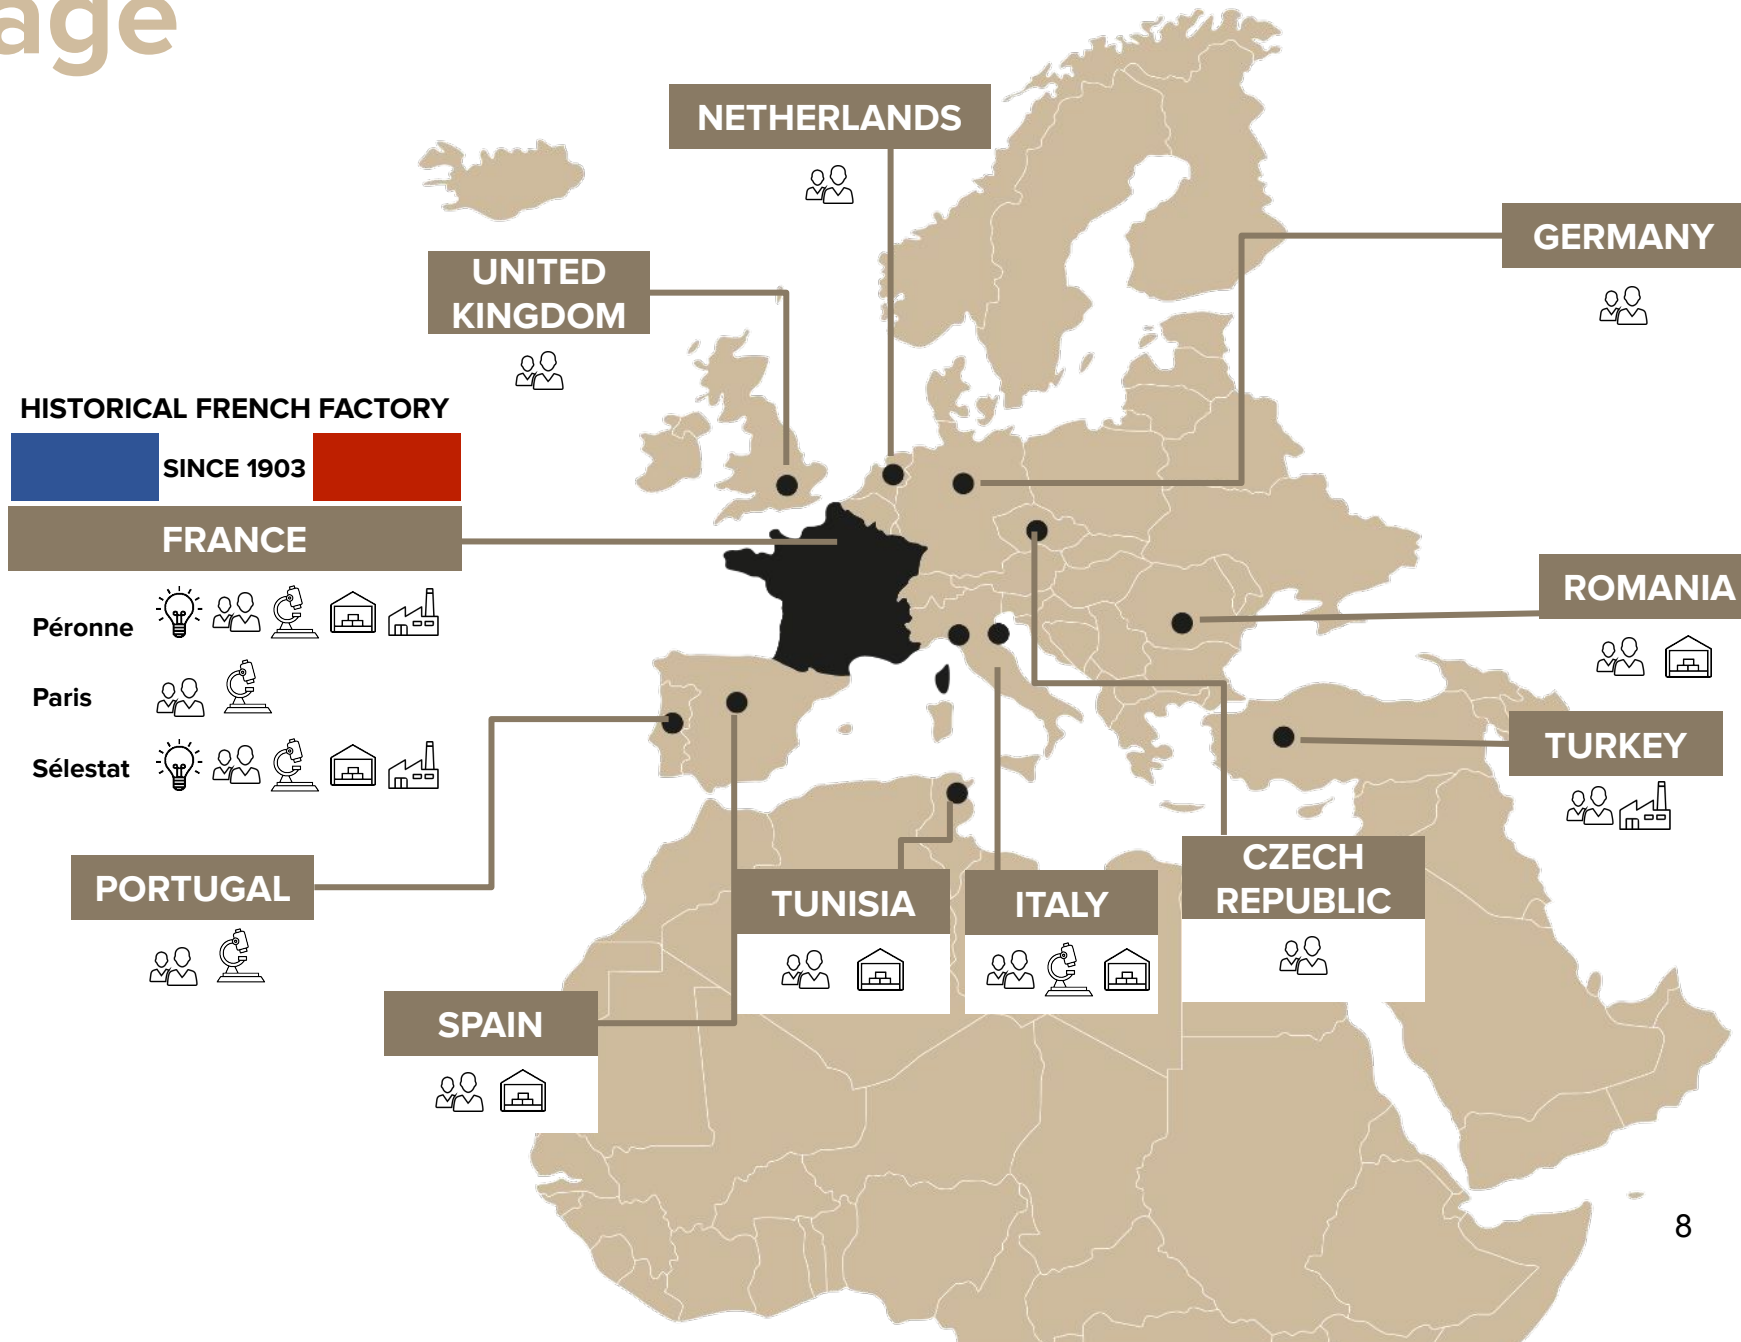 NETHERLANDS
GERMANY
UNITED
KINGDOM
HISTORICAL FRENCH FACTORY
SINCE 1903
FRANCE
Péronne
Paris
Sélestat
ROMANIA
TURKEY
PORTUGAL
TUNISIA
ITALY
CZECH
REPUBLIC
SPAIN
8